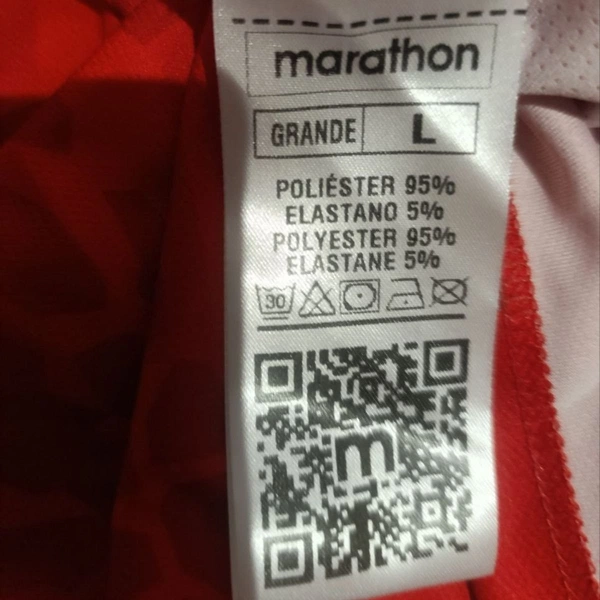 marathon
GRANDE L
POLIÉSTER 95%
ELASTANO 5%
POLYESTER 95%
ELASTANE 5%
30
m